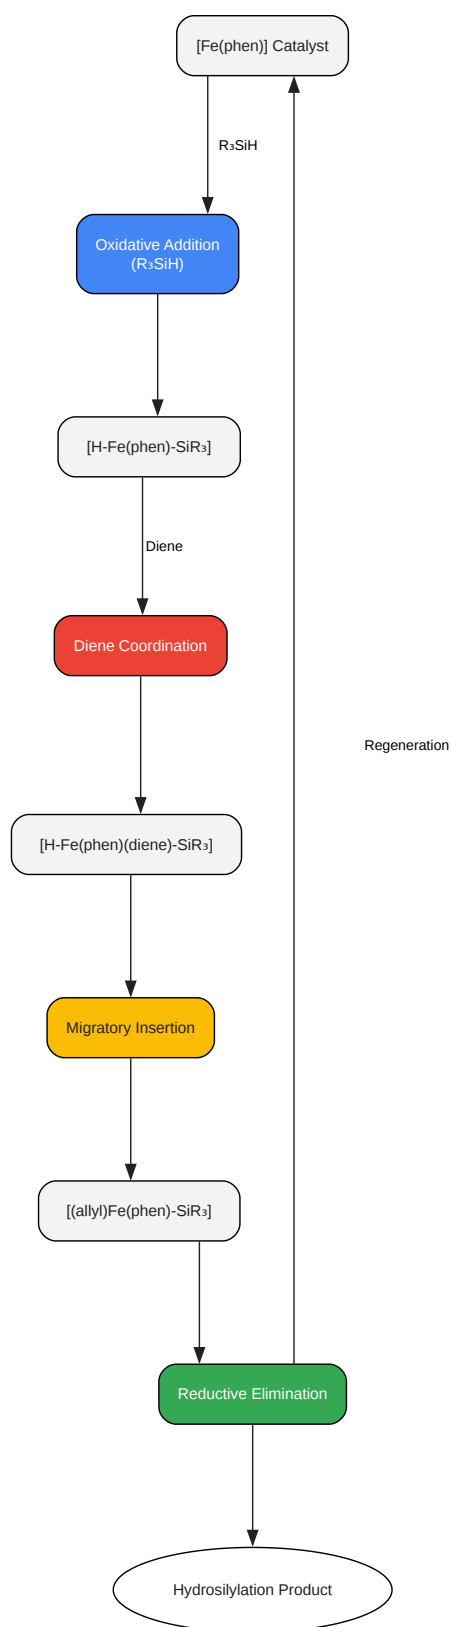 [Fe(phen)] Catalyst
R₃SiH
Oxidative Addition
(R₃SiH)
[H-Fe(phen)-SiR₃]
Diene
Diene Coordination
Regeneration
[H-Fe(phen)(diene)-SiR₃]
Migratory Insertion
[(allyl)Fe(phen)-SiR₃]
Reductive Elimination
Hydrosilylation Product